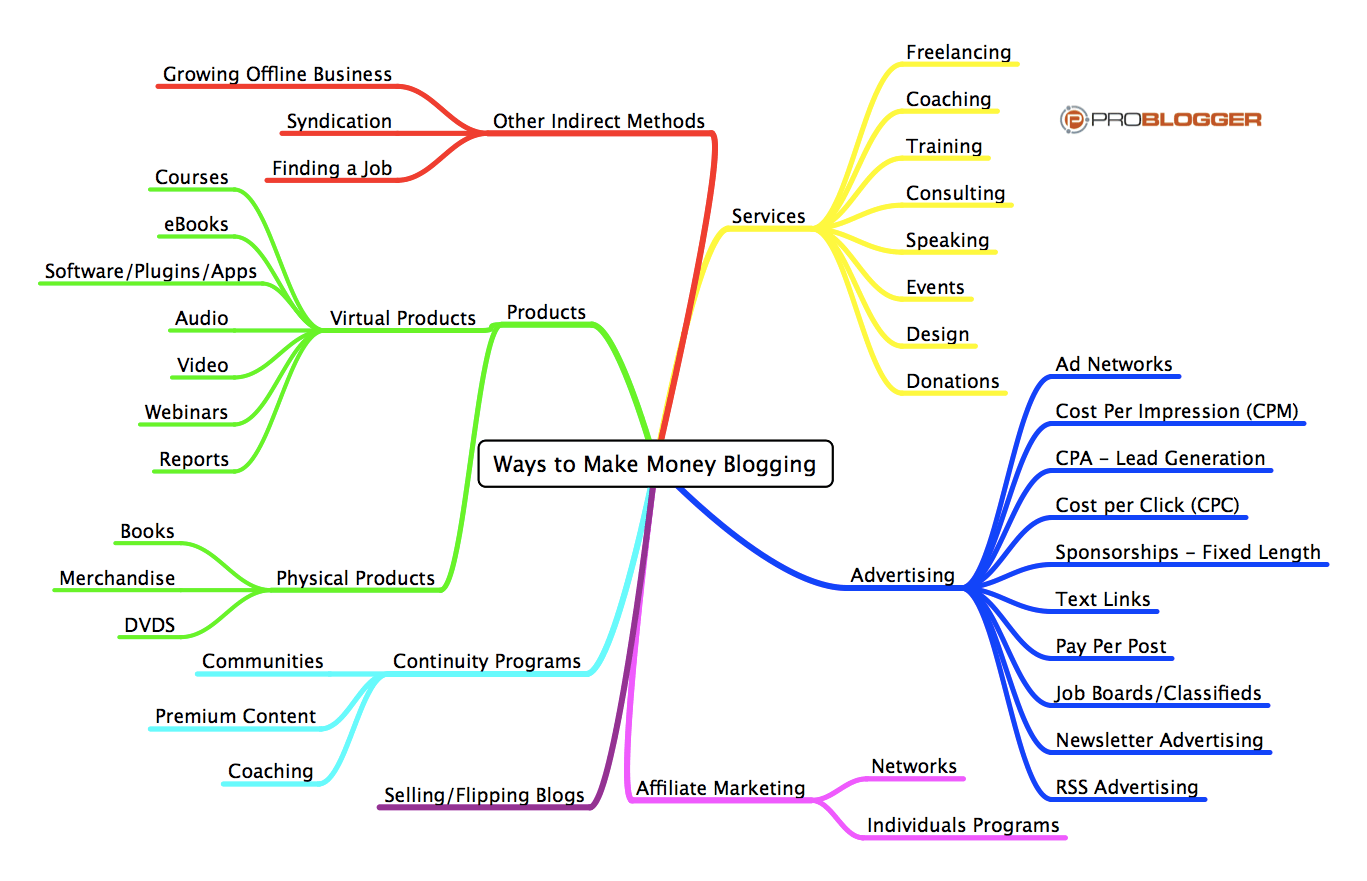 Ways to Make Money Blogging
PROBLOGGER
Services
Freelancing
Coaching
Training
Consulting
Speaking
Events
Design
Donations
Advertising
Ad Networks
Cost Per Impression (CPM)
CPA – Lead Generation
Cost per Click (CPC)
Sponsorships – Fixed Length
Text Links
Pay Per Post
Job Boards/Classifieds
Newsletter Advertising
RSS Advertising
Affiliate Marketing
Networks
Individuals Programs
Selling/Flipping Blogs
Continuity Programs
Communities
Premium Content
Coaching
Products
Virtual Products
Courses
eBooks
Software/Plugins/Apps
Audio
Video
Webinars
Reports
Physical Products
Books
Merchandise
DVDS
Other Indirect Methods
Growing Offline Business
Syndication
Finding a Job